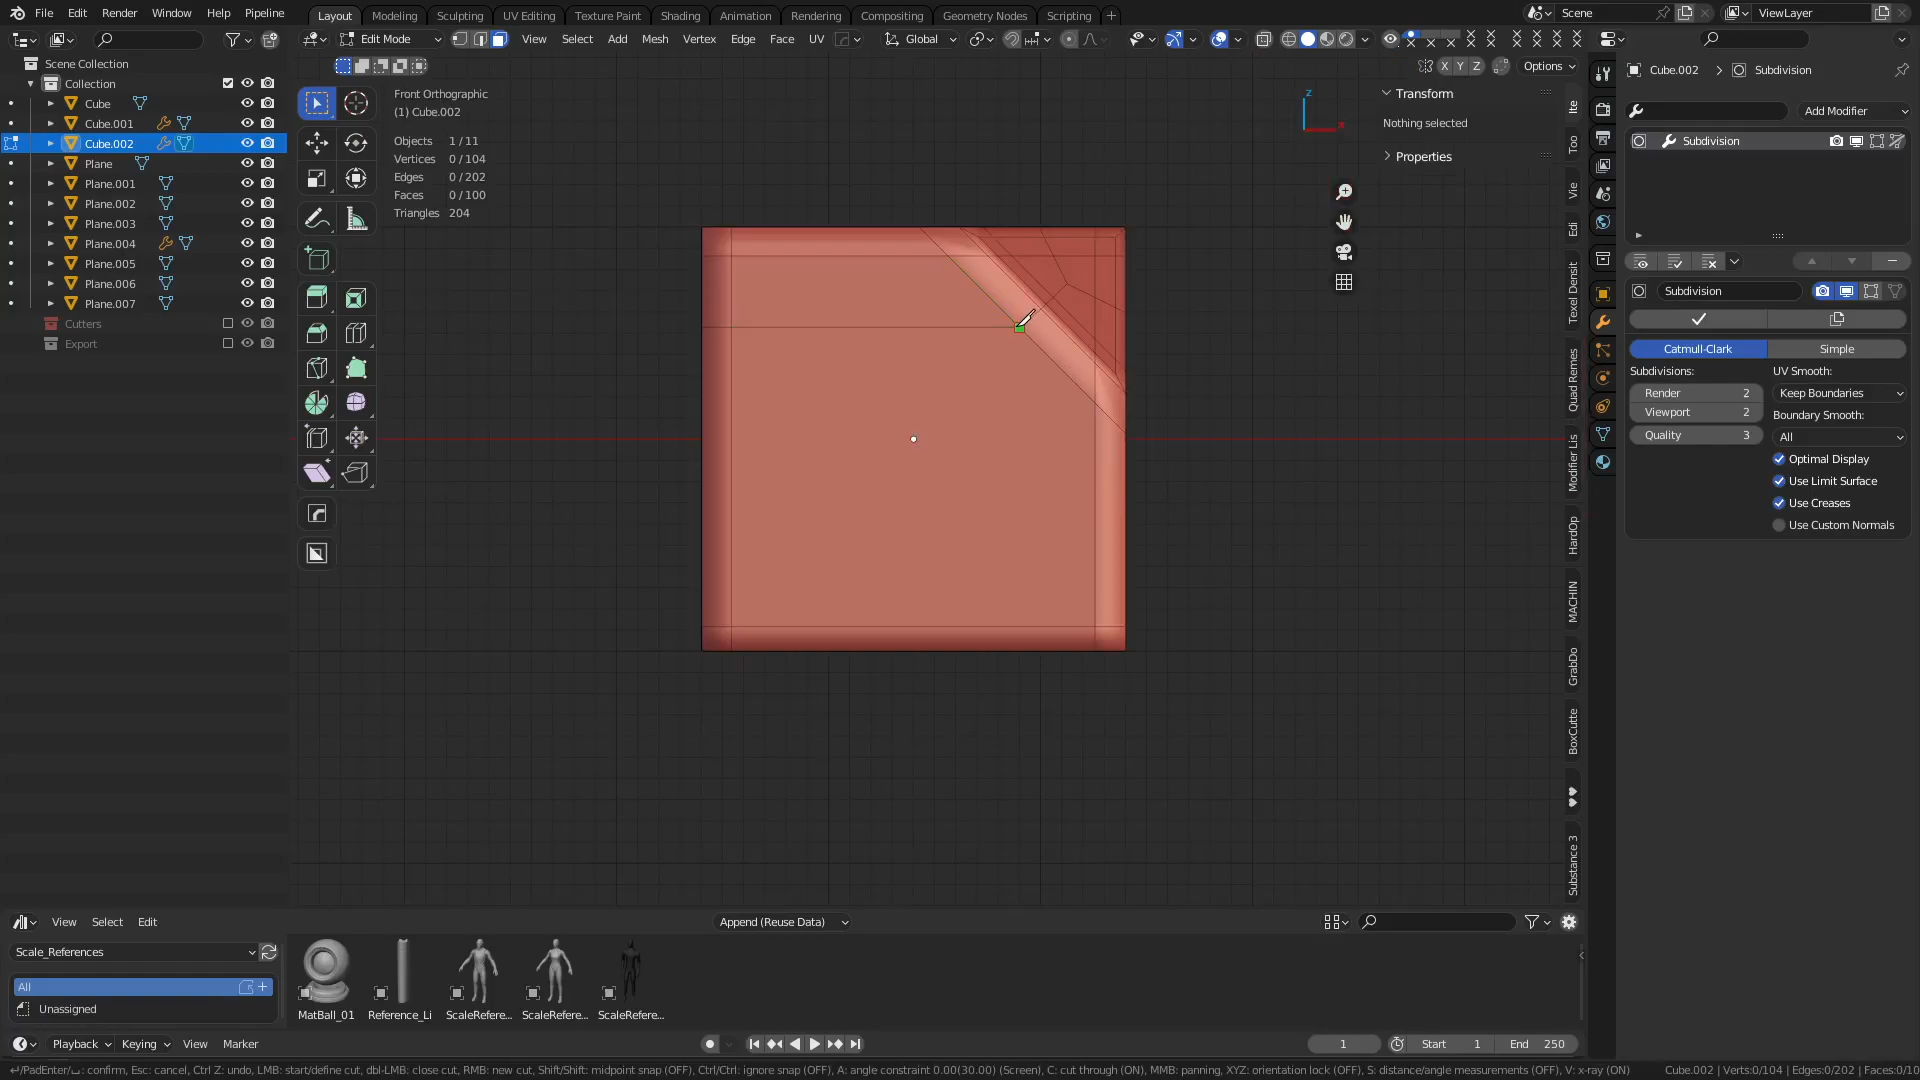 File Edit Render Window Help Pipeline
Layout Modeling Sculpting UV Editing Texture Paint Shading Animation Rendering Compositing Geometry Nodes Scripting +
Scene
ViewLayer
Edit Mode View Select Add Mesh Vertex Edge Face UV Global
X Y Z Options
Scene Collection
Collection
Cube
Cube.001
Cube.002
Plane
Plane.001
Plane.002
Plane.003
Plane.004
Plane.005
Plane.006
Plane.007
Cutters
Export
Front Orthographic
(1) Cube.002
Objects 1 / 11
Vertices 0 / 104
Edges 0 / 202
Faces 0 / 100
Triangles 204
Z
Transform
Nothing selected
Properties
Ite
Too
Vie
Edi
Texel Densit
Quad Remes
Modifier Lis
HardOp
MACHIN
GrabDo
BoxCutte
Substance 3
Cube.002 > Subdivision
Add Modifier
Subdivision
Subdivision
Catmull-Clark Simple
Subdivisions:
Render 2
Viewport 2
Quality 3
UV Smooth:
Keep Boundaries
Boundary Smooth:
All
Optimal Display
Use Limit Surface
Use Creases
Use Custom Normals
View Select Edit
Append (Reuse Data)
Scale_References
All
Unassigned
MatBall_01 Reference_Li ScaleRefere... ScaleRefere... ScaleRefere...
Playback Keying View Marker
1 Start 1 End 250
↵/PadEnter/⎵: confirm, Esc: cancel, Ctrl Z: undo, LMB: start/define cut, dbl-LMB: close cut, RMB: new cut, Shift/Shift: midpoint snap (OFF), Ctrl/Ctrl: ignore snap (OFF), A: angle constraint 0.00(30.00) (Screen), C: cut through (ON), MMB: panning, XYZ: orientation lock (OFF), S: distance/angle measurements (OFF), V: x-ray (ON)
Cube.002 | Verts:0/104 | Edges:0/202 | Faces:0/10